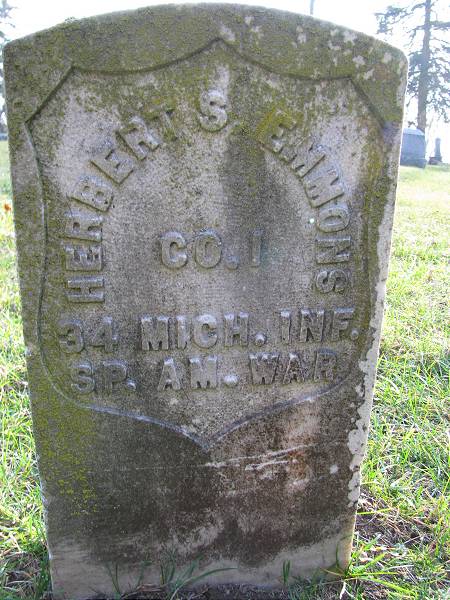 HERBERT S. EMMONS
CO. I
34 MICH. INF.
SP. AM. WAR